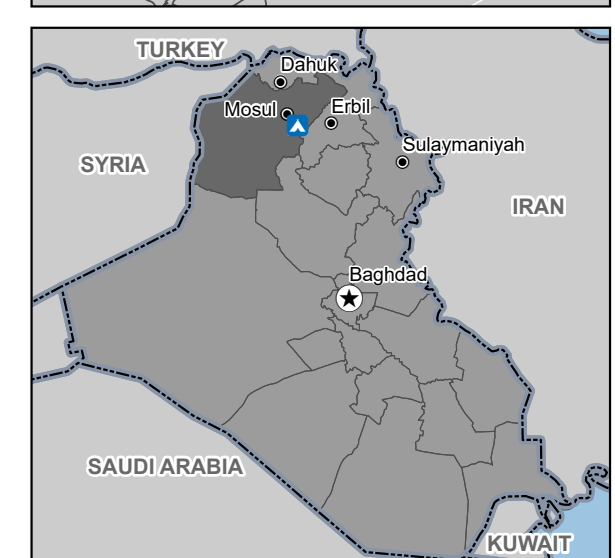 TURKEY
Dahuk
Mosul
Erbil
Sulaymaniyah
SYRIA
IRAN
Baghdad
SAUDI ARABIA
KUWAIT